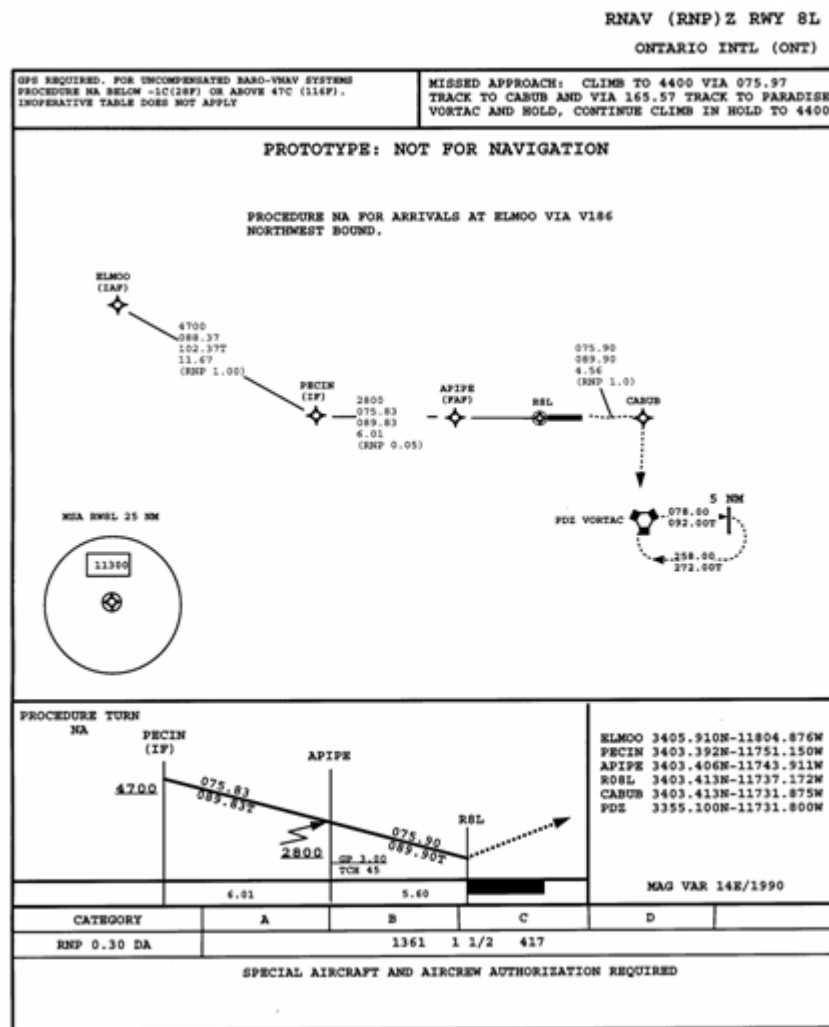 RNAV (RNP)Z RWY 8L
ONTARIO INTL (ONT)
GPS REQUIRED. FOR UNCOMPENSATED BARO-VNAV SYSTEMS
PROCEDURE NA BELOW -1C(28F) OR ABOVE 47C (116F).
INOPERATIVE TABLE DOES NOT APPLY
MISSED APPROACH: CLIMB TO 4400 VIA 075.97
TRACK TO CABUB AND VIA 165.57 TRACK TO PARADISE
VORTAC AND HOLD, CONTINUE CLIMB IN HOLD TO 4400
PROTOTYPE: NOT FOR NAVIGATION
PROCEDURE NA FOR ARRIVALS AT ELMOO VIA V186
NORTHWEST BOUND.
ELMOO
(IAF)
4700
088.37
102.37T
11.67
(RNP 1.00)
PECIN
(IF)
2800
075.83
089.83
6.01
(RNP 0.05)
APIPE
(FAF)
R8L
075.90
089.90
4.56
(RNP 1.0)
CABUB
5 NM
PDZ VORTAC
078.00
092.00T
258.00
272.00T
MSA RW8L 25 NM
11300
PROCEDURE TURN
NA
PECIN
(IF)
APIPE
R8L
4700
075.83
089.83T
2800
075.90
089.90T
GP 3.00
TCH 45
6.01
5.60
ELMOO 3405.910N-11804.876W
PECIN 3403.392N-11751.150W
APIPE 3403.406N-11743.911W
R08L 3403.413N-11737.172W
CABUB 3403.413N-11731.875W
PDZ 3355.100N-11731.800W
MAG VAR 14E/1990
CATEGORY A B C D
RNP 0.30 DA 1361 1 1/2 417
SPECIAL AIRCRAFT AND AIRCREW AUTHORIZATION REQUIRED